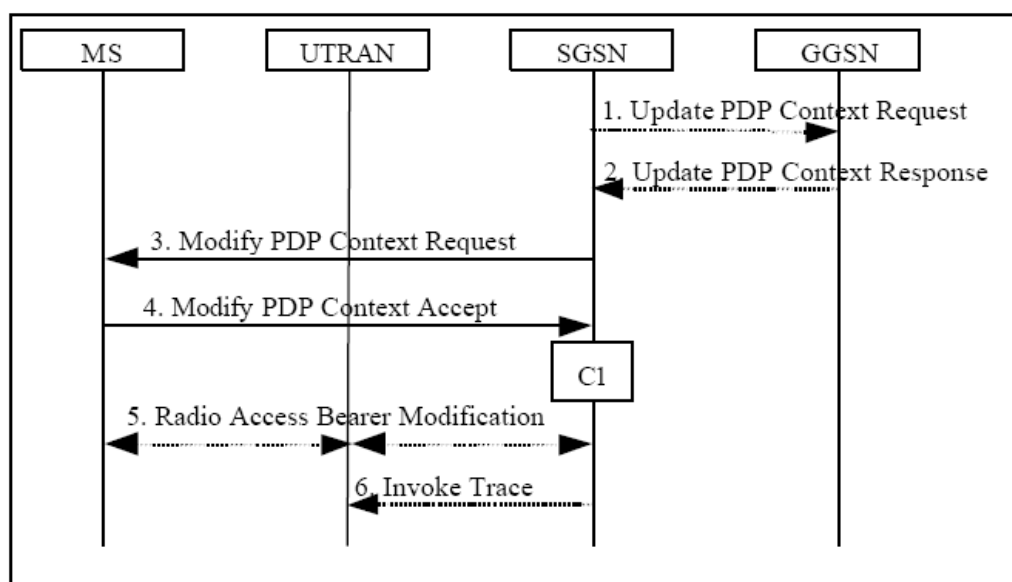 MS
UTRAN
SGSN
GGSN
1. Update PDP Context Request
2. Update PDP Context Response
3. Modify PDP Context Request
4. Modify PDP Context Accept
C1
5. Radio Access Bearer Modification
6. Invoke Trace